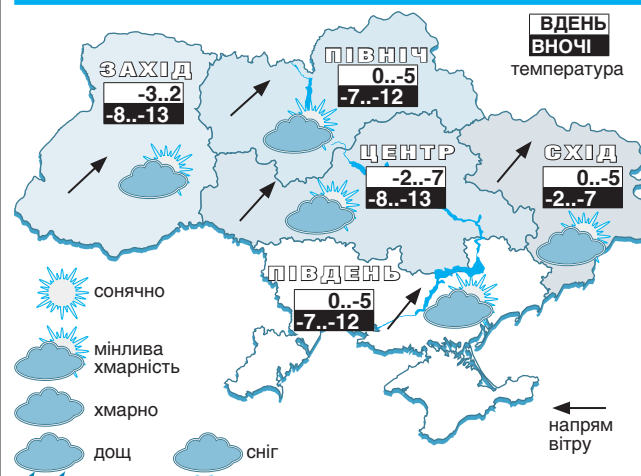 ВДЕНЬ
ВНОЧІ
температура
ЗАХІД
-3..2
-8..-13
ПІВНІЧ
0..-5
-7..-12
ЦЕНТР
-2..-7
-8..-13
СХІД
0..-5
-2..-7
ПІВДЕНЬ
0..-5
-7..-12
сонячно
мінлива
хмарність
хмарно
дощ
сніг
напрям
вітру